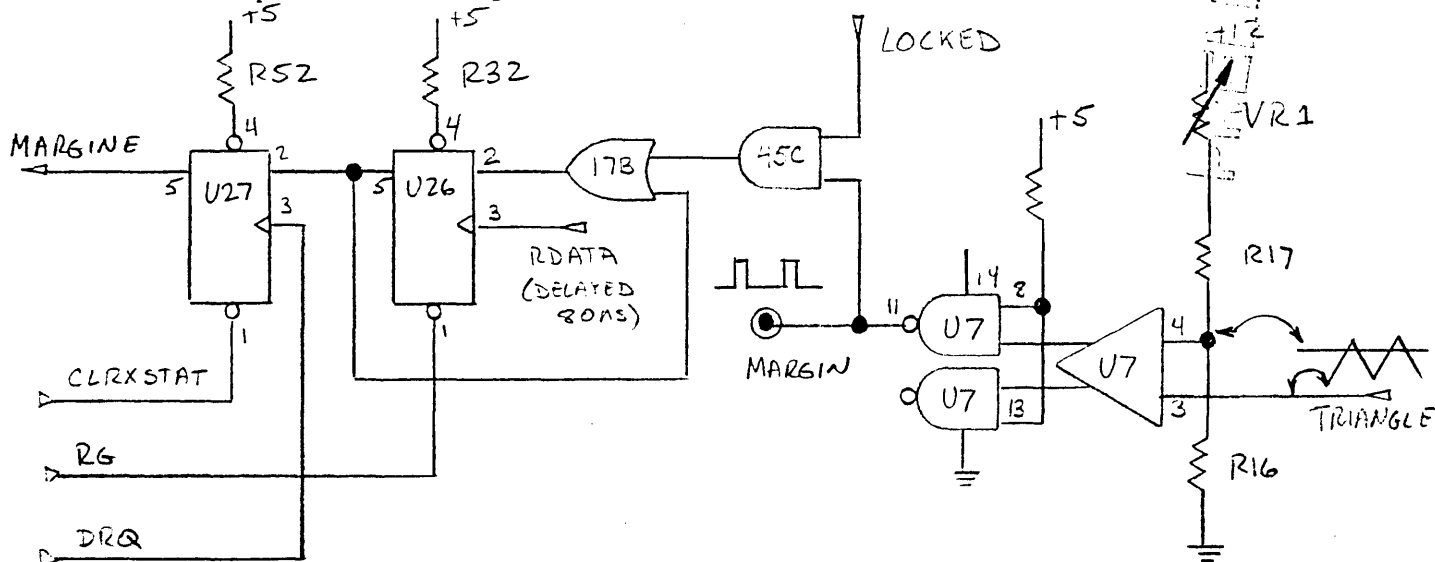 +5
+5
+12
R52
R32
LOCKED
VR1
+5
4
4
MARGINE
5
U27
2
3
1
5
U26
2
3
1
17B
45C
RDATA
(DELAYED
80NS)
R17
14
11
U7
8
4
U7
3
U7
13
MARGIN
TRIANGLE
R16
CLRXSTAT
RG
DRQ